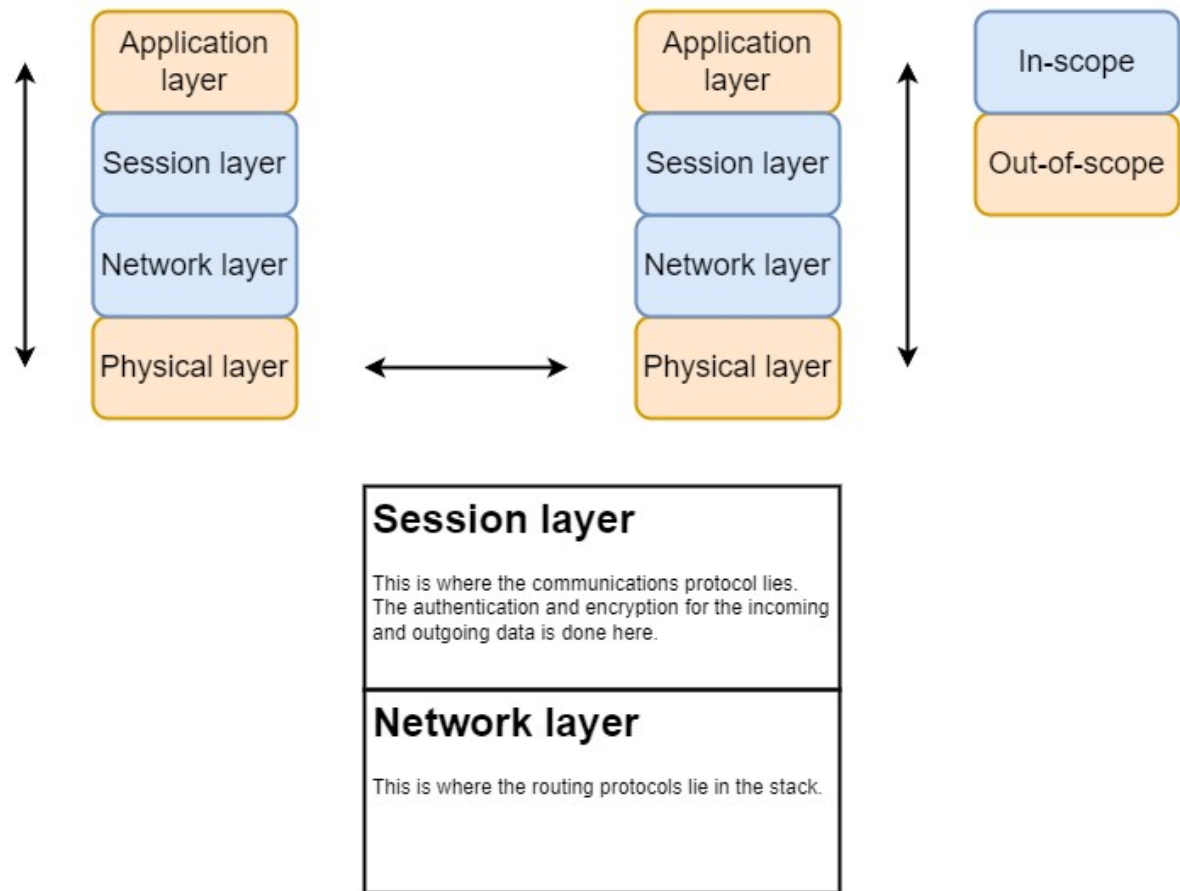 Application
layer
Session layer
Network layer
Physical layer
Application
layer
Session layer
Network layer
Physical layer
In-scope
Out-of-scope
Session layer
This is where the communications protocol lies.
The authentication and encryption for the incoming
and outgoing data is done here.
Network layer
This is where the routing protocols lie in the stack.